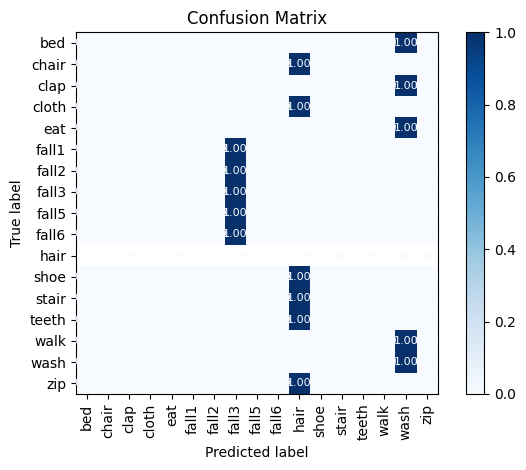 Confusion Matrix
True label
bed 1.00
chair 1.00
clap 1.00
cloth 1.00
eat 1.00
fall1 1.00
fall2 1.00
fall3 1.00
fall5 1.00
fall6 1.00
hair
shoe 1.00
stair 1.00
teeth 1.00
walk 1.00
wash 1.00
zip 1.00
bed chair clap cloth eat fall1 fall2 fall3 fall5 fall6 hair shoe stair teeth walk wash zip
Predicted label
1.0
0.8
0.6
0.4
0.2
0.0